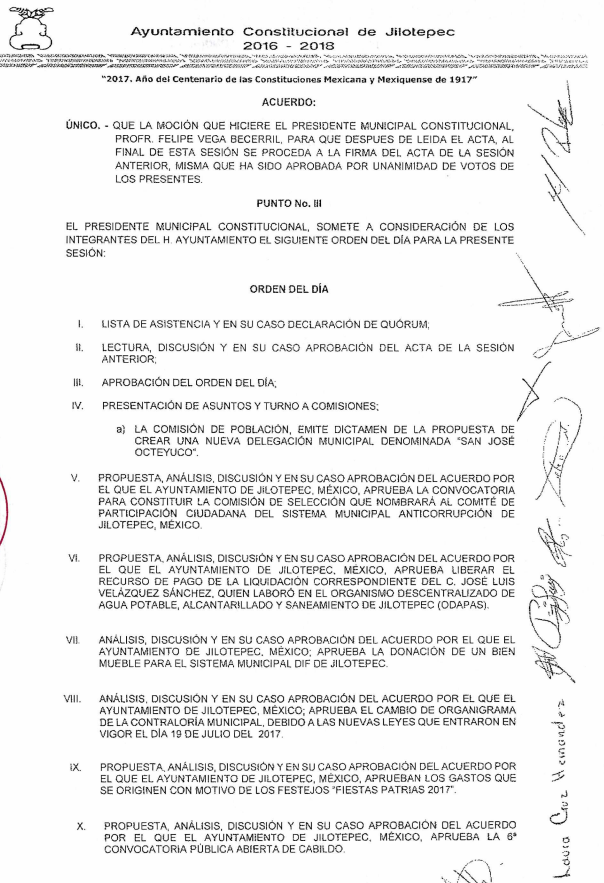 Ayuntamiento Constitucional de Jilotepec
2016 - 2018
"2017. Año del Centenario de las Constituciones Mexicana y Mexiquense de 1917"
ACUERDO:
ÚNICO. - QUE LA MOCIÓN QUE HICIERE EL PRESIDENTE MUNICIPAL CONSTITUCIONAL,
PROFR. FELIPE VEGA BECERRIL, PARA QUE DESPUES DE LEIDA EL ACTA, AL
FINAL DE ESTA SESIÓN SE PROCEDA A LA FIRMA DEL ACTA DE LA SESIÓN
ANTERIOR, MISMA QUE HA SIDO APROBADA POR UNANIMIDAD DE VOTOS DE
LOS PRESENTES.
PUNTO No. III
EL PRESIDENTE MUNICIPAL CONSTITUCIONAL, SOMETE A CONSIDERACIÓN DE LOS
INTEGRANTES DEL H. AYUNTAMIENTO EL SIGUIENTE ORDEN DEL DÍA PARA LA PRESENTE
SESIÓN:
ORDEN DEL DÍA
I. LISTA DE ASISTENCIA Y EN SU CASO DECLARACIÓN DE QUÓRUM;
II. LECTURA, DISCUSIÓN Y EN SU CASO APROBACIÓN DEL ACTA DE LA SESIÓN
ANTERIOR;
III. APROBACIÓN DEL ORDEN DEL DÍA;
IV. PRESENTACIÓN DE ASUNTOS Y TURNO A COMISIONES;
a) LA COMISIÓN DE POBLACIÓN, EMITE DICTAMEN DE LA PROPUESTA DE
CREAR UNA NUEVA DELEGACIÓN MUNICIPAL DENOMINADA "SAN JOSÉ
OCTEYUCO".
V. PROPUESTA, ANÁLISIS, DISCUSIÓN Y EN SU CASO APROBACIÓN DEL ACUERDO POR
EL QUE EL AYUNTAMIENTO DE JILOTEPEC, MÉXICO, APRUEBA LA CONVOCATORIA
PARA CONSTITUIR LA COMISIÓN DE SELECCIÓN QUE NOMBRARÁ AL COMITÉ DE
PARTICIPACIÓN CIUDADANA DEL SISTEMA MUNICIPAL ANTICORRUPCIÓN DE
JILOTEPEC, MÉXICO.
VI. PROPUESTA, ANÁLISIS, DISCUSIÓN Y EN SU CASO APROBACIÓN DEL ACUERDO POR
EL QUE EL AYUNTAMIENTO DE JILOTEPEC, MÉXICO, APRUEBA LIBERAR EL
RECURSO DE PAGO DE LA LIQUIDACIÓN CORRESPONDIENTE DEL C. JOSÉ LUIS
VELÁZQUEZ SÁNCHEZ, QUIEN LABORÓ EN EL ORGANISMO DESCENTRALIZADO DE
AGUA POTABLE, ALCANTARILLADO Y SANEAMIENTO DE JILOTEPEC (ODAPAS).
VII. ANÁLISIS, DISCUSIÓN Y EN SU CASO APROBACIÓN DEL ACUERDO POR EL QUE EL
AYUNTAMIENTO DE JILOTEPEC, MÉXICO; APRUEBA LA DONACIÓN DE UN BIEN
MUEBLE PARA EL SISTEMA MUNICIPAL DIF DE JILOTEPEC.
VIII. ANÁLISIS, DISCUSIÓN Y EN SU CASO APROBACIÓN DEL ACUERDO POR EL QUE EL
AYUNTAMIENTO DE JILOTEPEC, MÉXICO; APRUEBA EL CAMBIO DE ORGANIGRAMA
DE LA CONTRALORÍA MUNICIPAL, DEBIDO A LAS NUEVAS LEYES QUE ENTRARON EN
VIGOR EL DÍA 19 DE JULIO DEL 2017.
IX. PROPUESTA, ANÁLISIS, DISCUSIÓN Y EN SU CASO APROBACIÓN DEL ACUERDO POR
EL QUE EL AYUNTAMIENTO DE JILOTEPEC, MÉXICO, APRUEBAN LOS GASTOS QUE
SE ORIGINEN CON MOTIVO DE LOS FESTEJOS "FIESTAS PATRIAS 2017".
X. PROPUESTA, ANÁLISIS, DISCUSIÓN Y EN SU CASO APROBACIÓN DEL ACUERDO
POR EL QUE EL AYUNTAMIENTO DE JILOTEPEC, MÉXICO, APRUEBA LA 6ª
CONVOCATORIA PÚBLICA ABIERTA DE CABILDO.
Laura Cruz Hernández